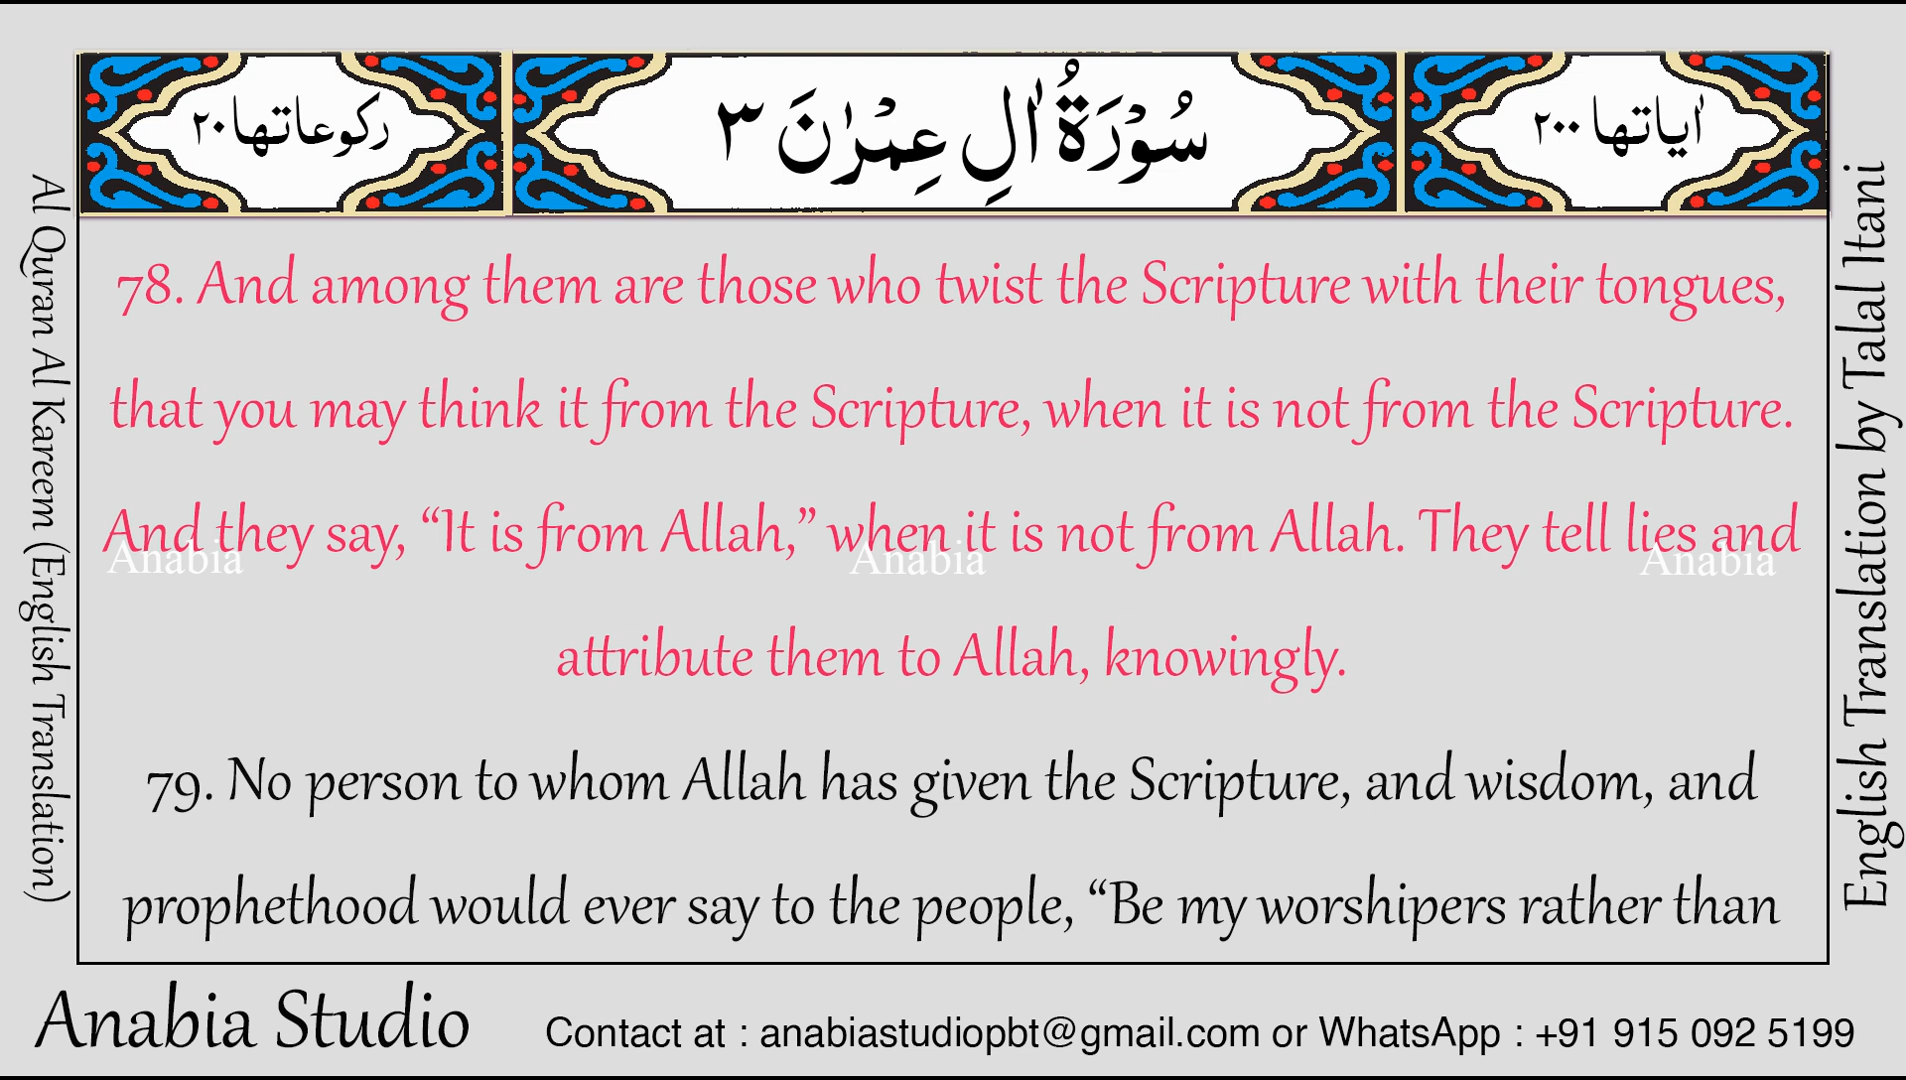 رکوعاتها ٢٠
سُوْرَةُ اٰلِ عِمْرٰنَ ٣
اٰیاتها ٢٠٠
Al Quran Al Kareem (English Translation)
78. And among them are those who twist the Scripture with their tongues,
that you may think it from the Scripture, when it is not from the Scripture.
And they say, “It is from Allah,” when it is not from Allah. They tell lies and
Anabia Anabia Anabia
attribute them to Allah, knowingly.
79. No person to whom Allah has given the Scripture, and wisdom, and
prophethood would ever say to the people, “Be my worshipers rather than
English Translation by Talal Itani
Anabia Studio
Contact at : anabiastudiopbt@gmail.com or WhatsApp : +91 915 092 5199